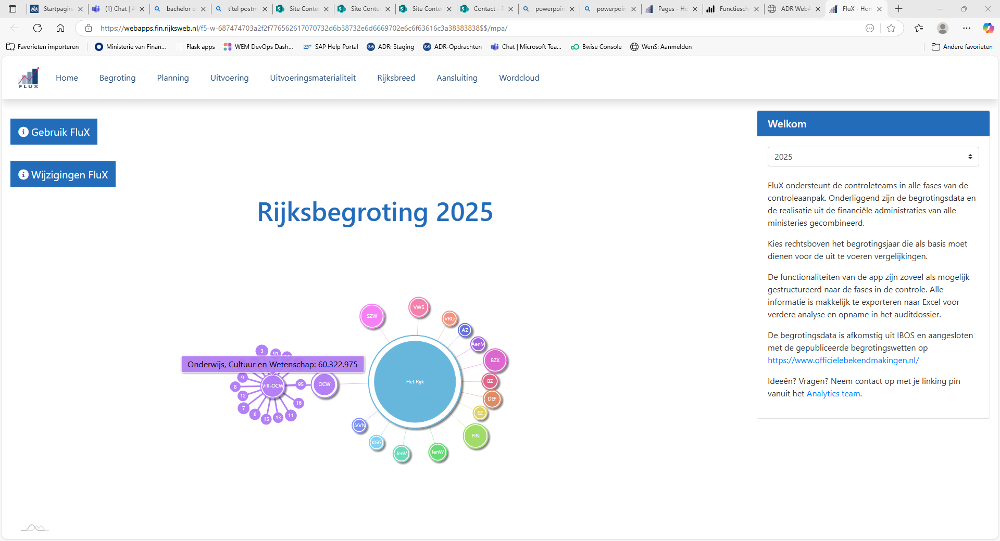 Startpagina
(1) Chat | A
bachelor o
titel postm
Site Conte
Site Conte
Site Conte
Contact - F
powerpoin
powerpoin
Pages - Ho
Functiesch
ADR WebA
FluX - Hom
https://webapps.fin.rijksweb.nl/f5-w-687474703a2f2f776562617070732d6b38732e6d6669702e6c6f63616c3a38383838$$/mpa/
Favorieten importeren
Ministerie van Finan...
Flask apps
WEM DevOps Dash...
SAP Help Portal
ADR: Staging
ADR-Opdrachten
Chat | Microsoft Tea...
Bwise Console
WenS: Aanmelden
Andere favorieten
FLUX
Home
Begroting
Planning
Uitvoering
Uitvoeringsmaterialiteit
Rijksbreed
Aansluiting
Wordcloud
Gebruik FluX
Wijzigingen FluX
Rijksbegroting 2025
SZW
VWS
VRO
AZ
AenM
BZK
BZ
DEF
EZ
FIN
IenW
JenV
KGG
LVVN
OCW
Het Rijk
VIII-OCW
Onderwijs, Cultuur en Wetenschap: 60.322.975
3
91
9
8
12
7
6
15
13
11
16
95
Welkom
2025
FluX ondersteunt de controleteams in alle fases van de
controleaanpak. Onderliggend zijn de begrotingsdata en
de realisatie uit de financiële administraties van alle
ministeries gecombineerd.
Kies rechtsboven het begrotingsjaar die als basis moet
dienen voor de uit te voeren vergelijkingen.
De functionaliteiten van de app zijn zoveel als mogelijk
gestructureerd naar de fases in de controle. Alle
informatie is makkelijk te exporteren naar Excel voor
verdere analyse en opname in het auditdossier.
De begrotingsdata is afkomstig uit IBOS en aangesloten
met de gepubliceerde begrotingswetten op
https://www.officielebekendmakingen.nl/
Ideeën? Vragen? Neem contact op met je linking pin
vanuit het Analytics team.